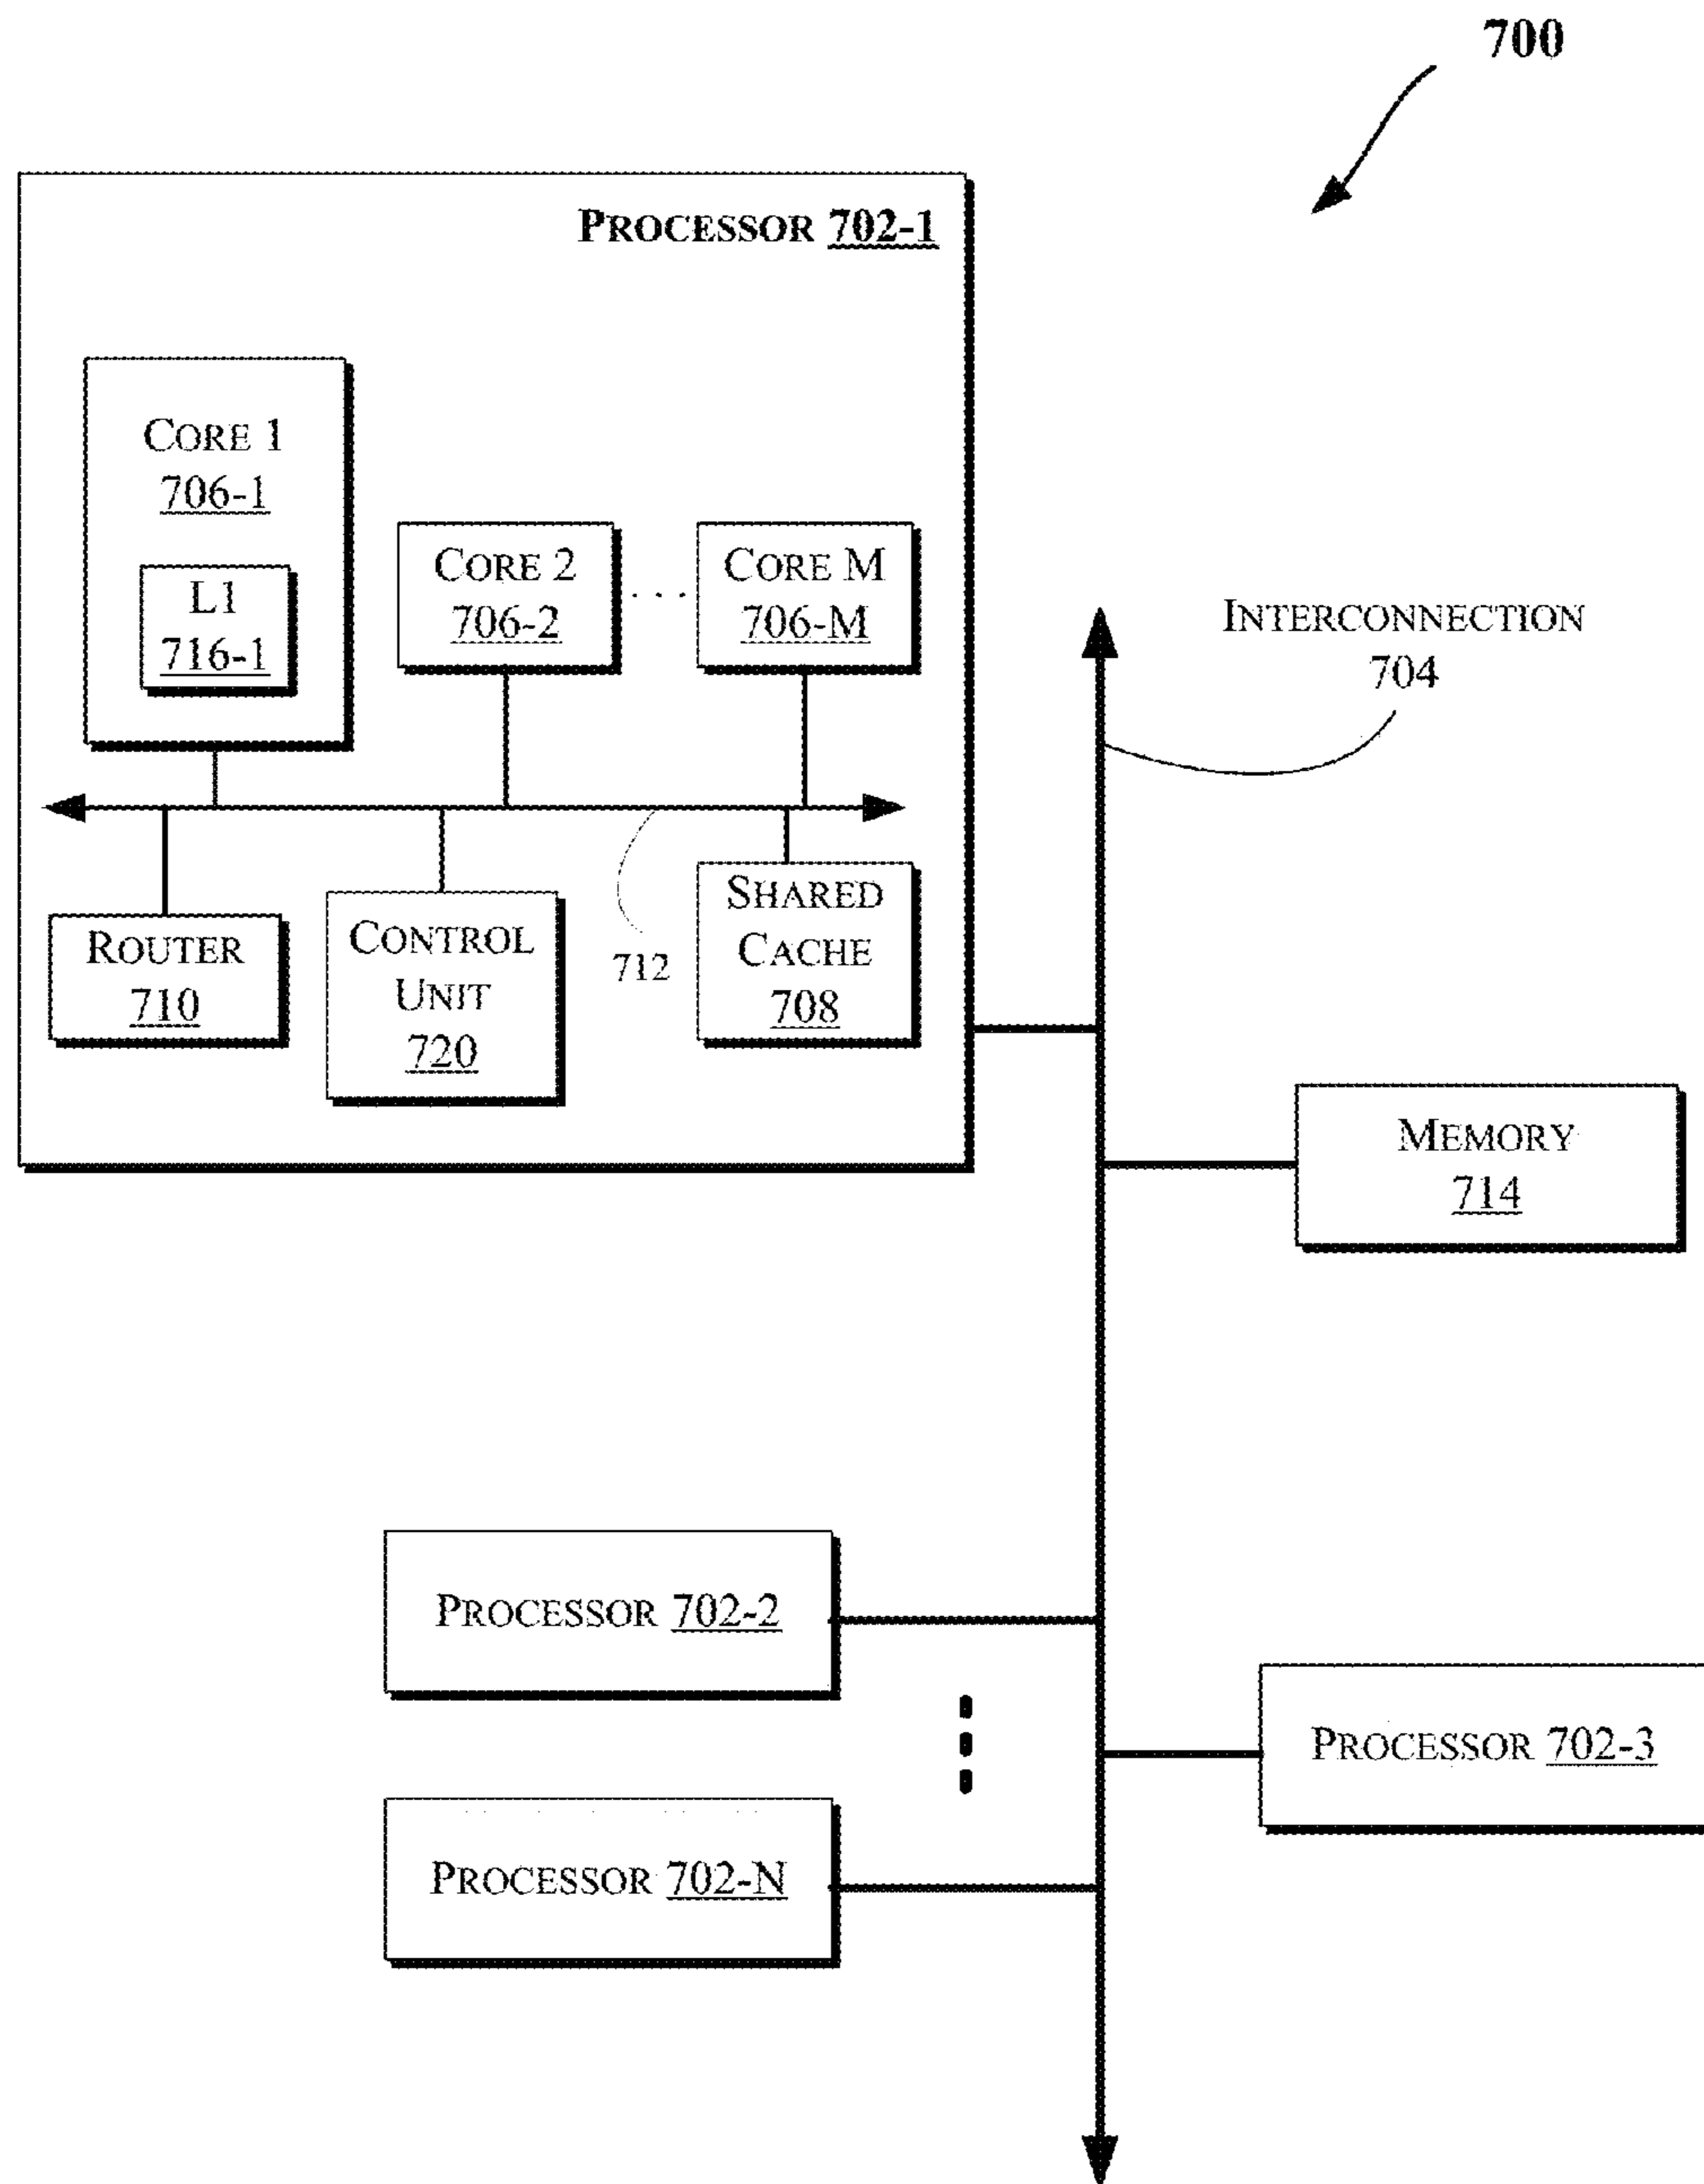 700
PROCESSOR 702-1
CORE 1
706-1
L1
716-1
CORE 2
706-2
. . .
CORE M
706-M
ROUTER
710
CONTROL
UNIT
720
712
SHARED
CACHE
708
INTERCONNECTION
704
MEMORY
714
PROCESSOR 702-2
PROCESSOR 702-3
PROCESSOR 702-N